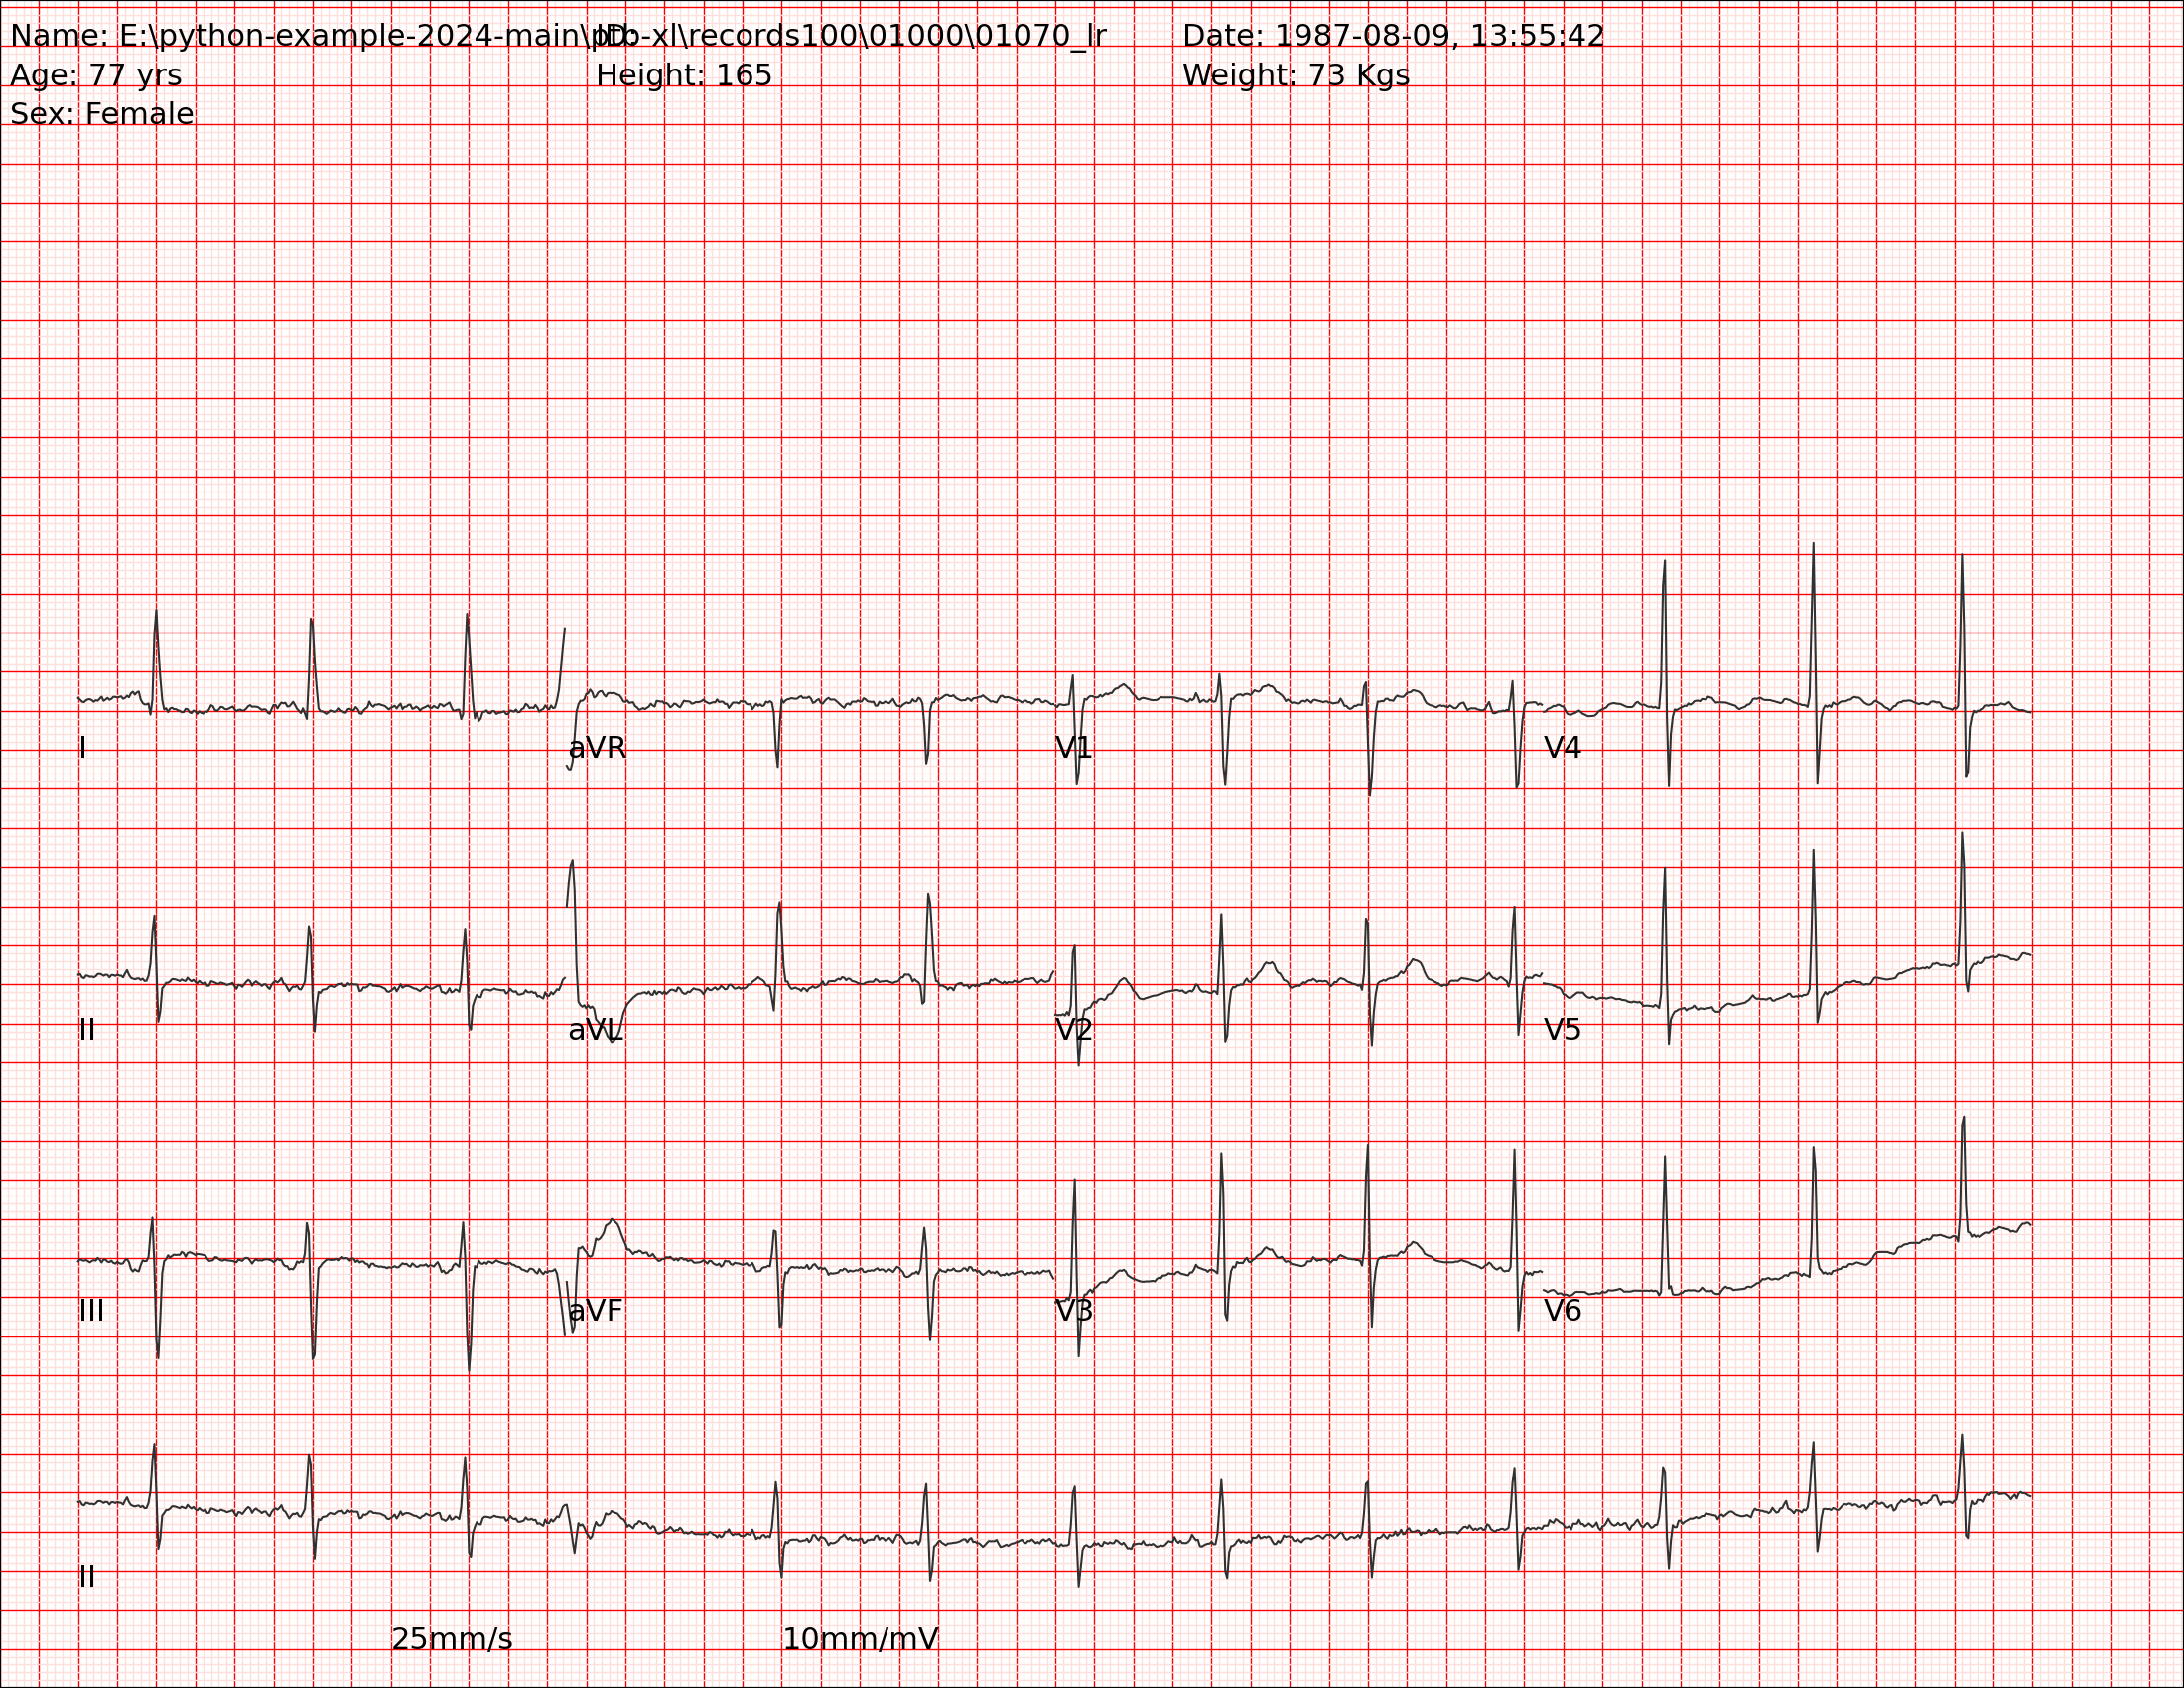 Name: E:\python-example-2024-main\ptb-xl\records100\01000\01070_lr ID: Date: 1987-08-09, 13:55:42
Age: 77 yrs Height: 165 Weight: 73 Kgs
Sex: Female
I aVR V1 V4
II aVL V2 V5
III aVF V3 V6
II
25mm/s 10mm/mV